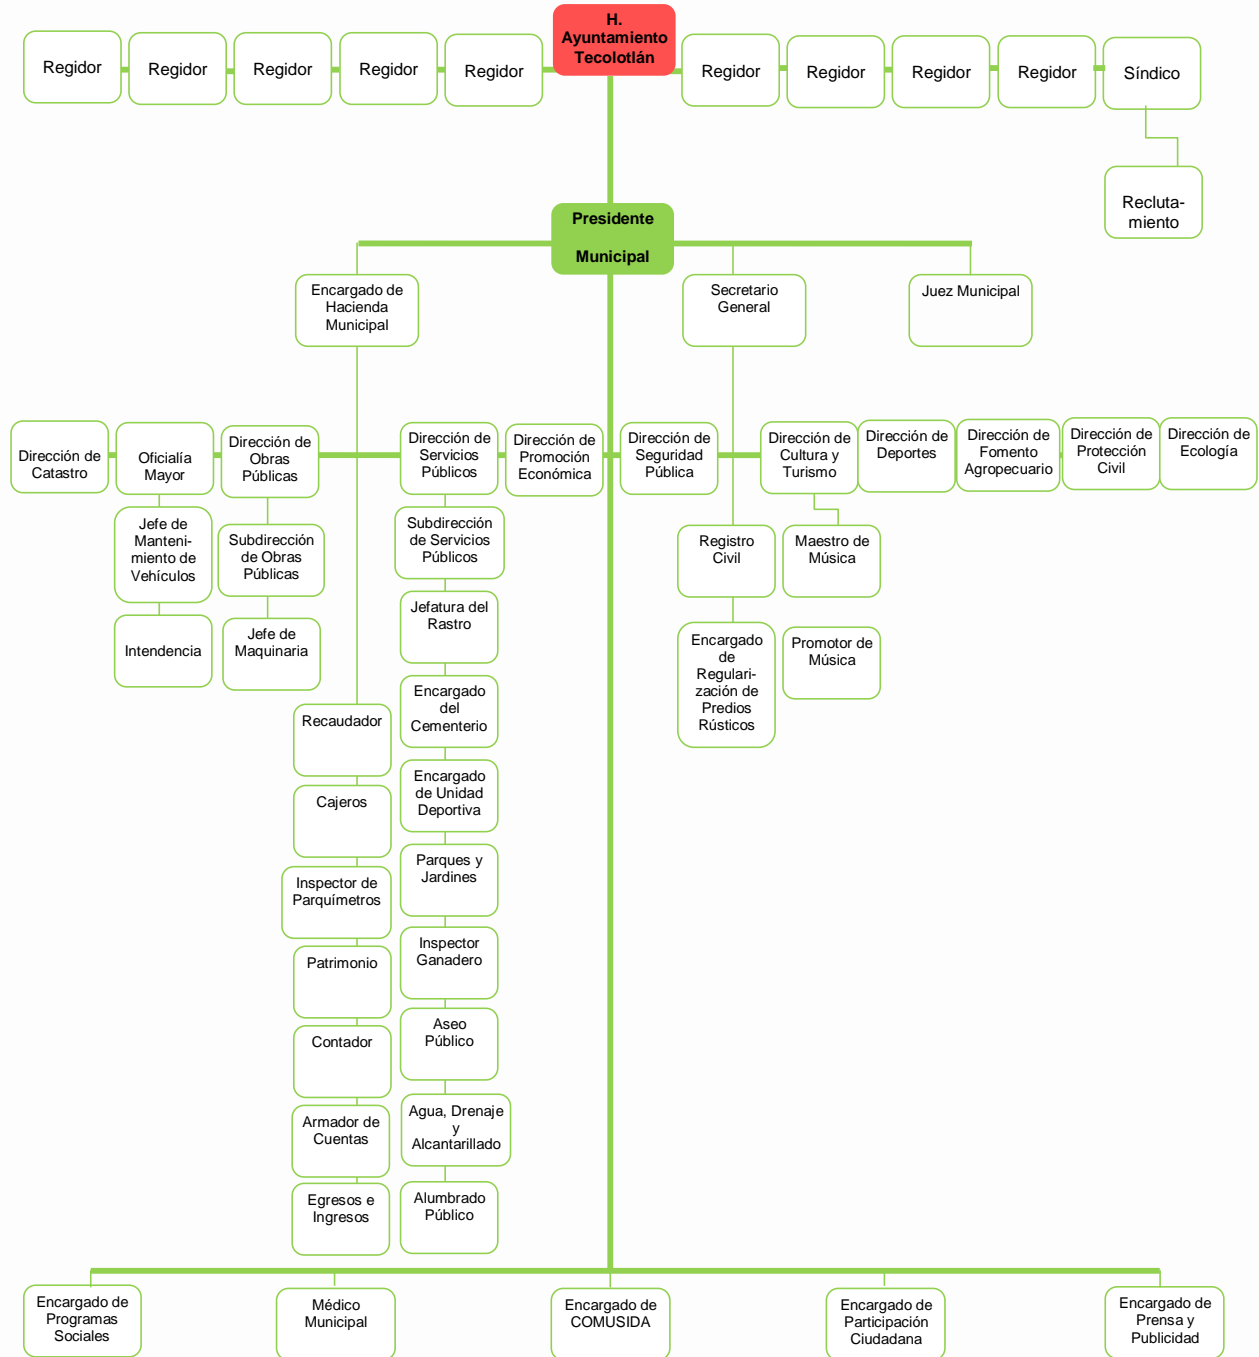 H.
Ayuntamiento
Tecolotlán
Regidor
Regidor
Regidor
Regidor
Regidor
Regidor
Regidor
Regidor
Regidor
Síndico
Recluta-
miento
Presidente
Municipal
Encargado de
Hacienda
Municipal
Secretario
General
Juez Municipal
Dirección de
Catastro
Oficialía
Mayor
Dirección de
Obras
Públicas
Dirección de
Servicios
Públicos
Dirección de
Promoción
Económica
Dirección de
Seguridad
Pública
Dirección de
Cultura y
Turismo
Dirección de
Deportes
Dirección de
Fomento
Agropecuario
Dirección de
Protección
Civil
Dirección de
Ecología
Jefe de
Manteni-
miento de
Vehículos
Intendencia
Subdirección
de Obras
Públicas
Jefe de
Maquinaria
Recaudador
Cajeros
Inspector de
Parquímetros
Patrimonio
Contador
Armador de
Cuentas
Egresos e
Ingresos
Subdirección
de Servicios
Públicos
Jefatura del
Rastro
Encargado
del
Cementerio
Encargado
de Unidad
Deportiva
Parques y
Jardines
Inspector
Ganadero
Aseo
Público
Agua, Drenaje
y
Alcantarillado
Alumbrado
Público
Registro
Civil
Encargado
de
Regulari-
zación de
Predios
Rústicos
Maestro de
Música
Promotor de
Música
Encargado de
Programas
Sociales
Médico
Municipal
Encargado de
COMUSIDA
Encargado de
Participación
Ciudadana
Encargado de
Prensa y
Publicidad